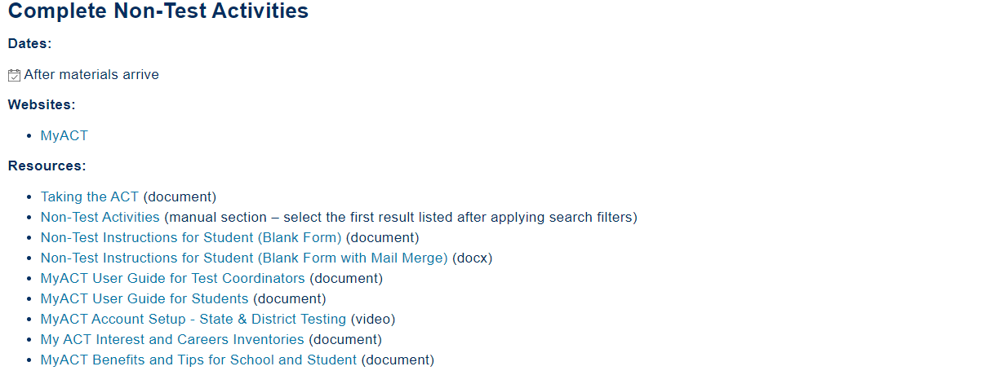 Complete Non-Test Activities
Dates:
After materials arrive
Websites:
• MyACT
Resources:
• Taking the ACT (document)
• Non-Test Activities (manual section – select the first result listed after applying search filters)
• Non-Test Instructions for Student (Blank Form) (document)
• Non-Test Instructions for Student (Blank Form with Mail Merge) (docx)
• MyACT User Guide for Test Coordinators (document)
• MyACT User Guide for Students (document)
• MyACT Account Setup - State & District Testing (video)
• My ACT Interest and Careers Inventories (document)
• MyACT Benefits and Tips for School and Student (document)